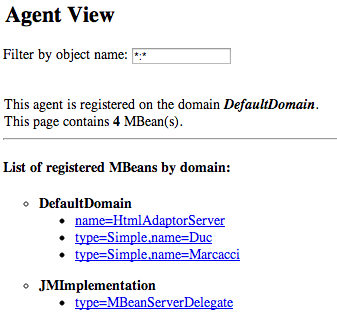 Agent View
Filter by object name: *:*
This agent is registered on the domain DefaultDomain.
This page contains 4 MBean(s).
List of registered MBeans by domain:
DefaultDomain
name=HtmlAdaptorServer
type=Simple,name=Duc
type=Simple,name=Marcacci
JMImplementation
type=MBeanServerDelegate